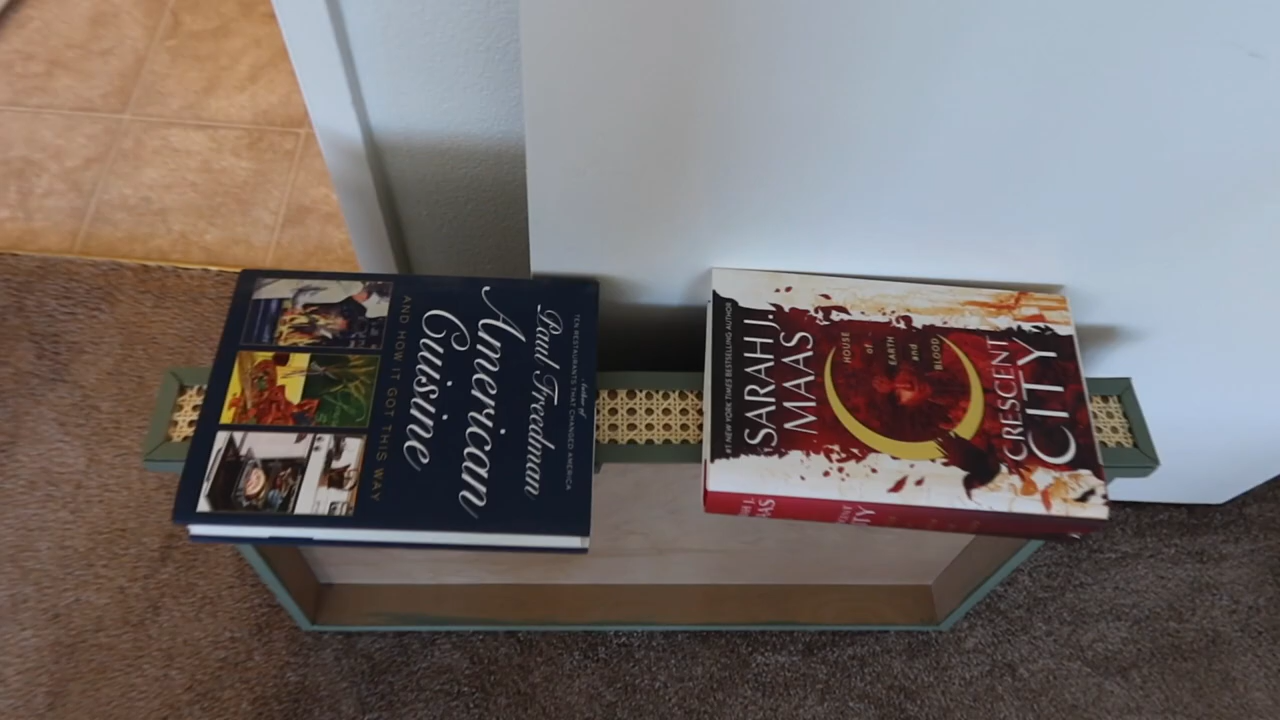 TEN RESTAURANTS THAT CHANGED AMERICA
Author of
Paul Freedman
American
Cuisine
AND HOW IT GOT THIS WAY
#1 NEW YORK TIMES BESTSELLING AUTHOR
SARAH J.
MAAS
HOUSE
of
EARTH
and
BLOOD
CRESCENT
CITY